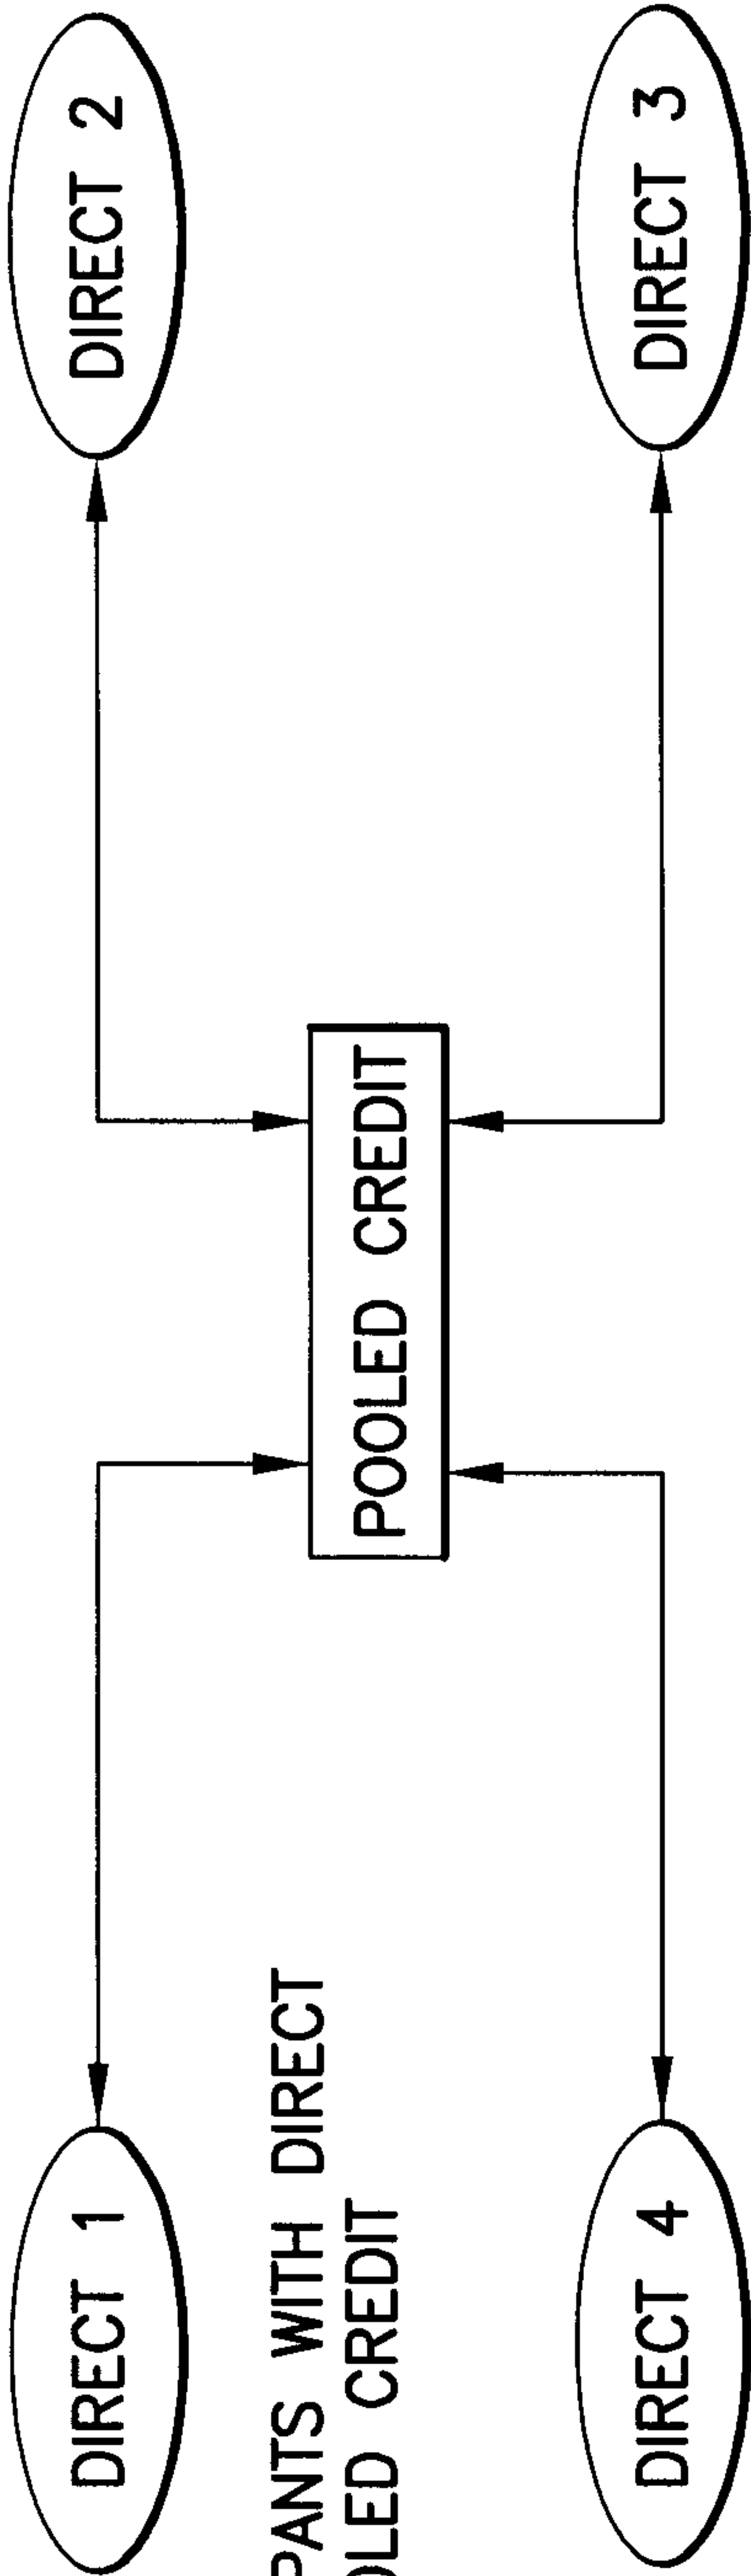 DIRECT 1
DIRECT 2
PANTS WITH DIRECT
OLED CREDIT
POOLED CREDIT
DIRECT 4
DIRECT 3